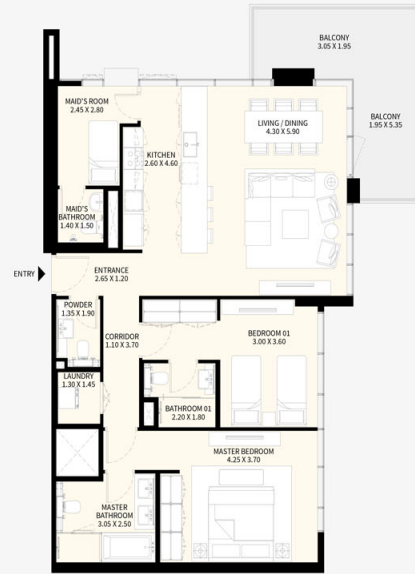 BALCONY
3.05 X 1.95
BALCONY
1.95 X 5.35
MAID'S ROOM
2.45 X 2.80
LIVING / DINING
4.30 X 5.90
KITCHEN
2.60 X 4.60
MAID'S
BATHROOM
1.40 X 1.50
ENTRY
ENTRANCE
2.65 X 1.20
POWDER
1.35 X 1.90
CORRIDOR
1.10 X 3.70
BEDROOM 01
3.00 X 3.60
LAUNDRY
1.30 X 1.45
BATHROOM 01
2.20 X 1.80
MASTER BEDROOM
4.25 X 3.70
MASTER
BATHROOM
3.05 X 2.50